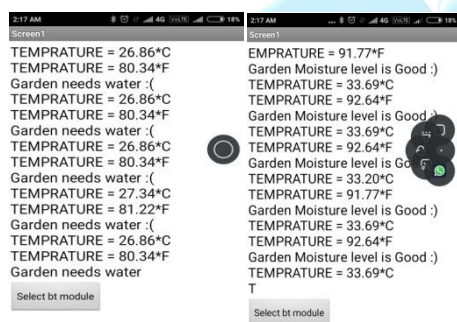 2:17 AM
4G VoLTE 18%
Screen1
TEMPRATURE = 26.86*C
TEMPRATURE = 80.34*F
Garden needs water :(
TEMPRATURE = 26.86*C
TEMPRATURE = 80.34*F
Garden needs water :(
TEMPRATURE = 26.86*C
TEMPRATURE = 80.34*F
Garden needs water :(
TEMPRATURE = 27.34*C
TEMPRATURE = 81.22*F
Garden needs water :(
TEMPRATURE = 26.86*C
TEMPRATURE = 80.34*F
Garden needs water
Select bt module
2:17 AM
... 4G VoLTE 18%
Screen1
EMPRATURE = 91.77*F
Garden Moisture level is Good :)
TEMPRATURE = 33.69*C
TEMPRATURE = 92.64*F
Garden Moisture level is Good :)
TEMPRATURE = 33.69*C
TEMPRATURE = 92.64*F
Garden Moisture level is Good :)
TEMPRATURE = 33.20*C
TEMPRATURE = 91.77*F
Garden Moisture level is Good :)
TEMPRATURE = 33.69*C
TEMPRATURE = 92.64*F
Garden Moisture level is Good :)
TEMPRATURE = 33.69*C
T
Select bt module